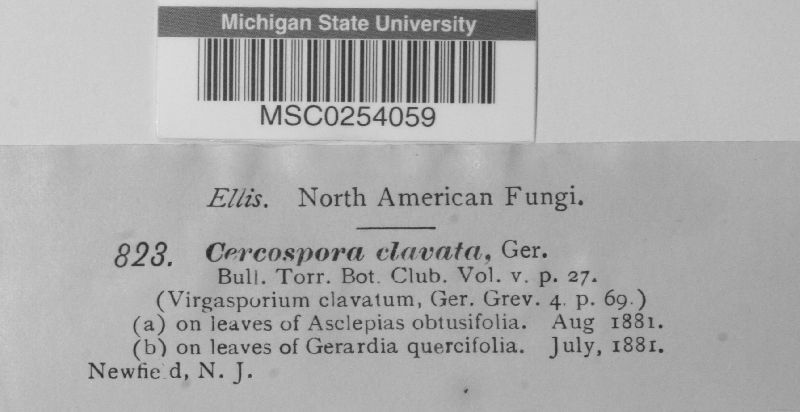 Michigan State University
MSC0254059
Ellis. North American Fungi.
823. Cercospora clavata, Ger.
Bull. Torr. Bot. Club. Vol. v. p. 27.
(Virgasporium clavatum, Ger. Grev. 4. p. 69.)
(a) on leaves of Asclepias obtusifolia. Aug 1881.
(b) on leaves of Gerardia quercifolia. July, 1881.
Newfie d, N. J.